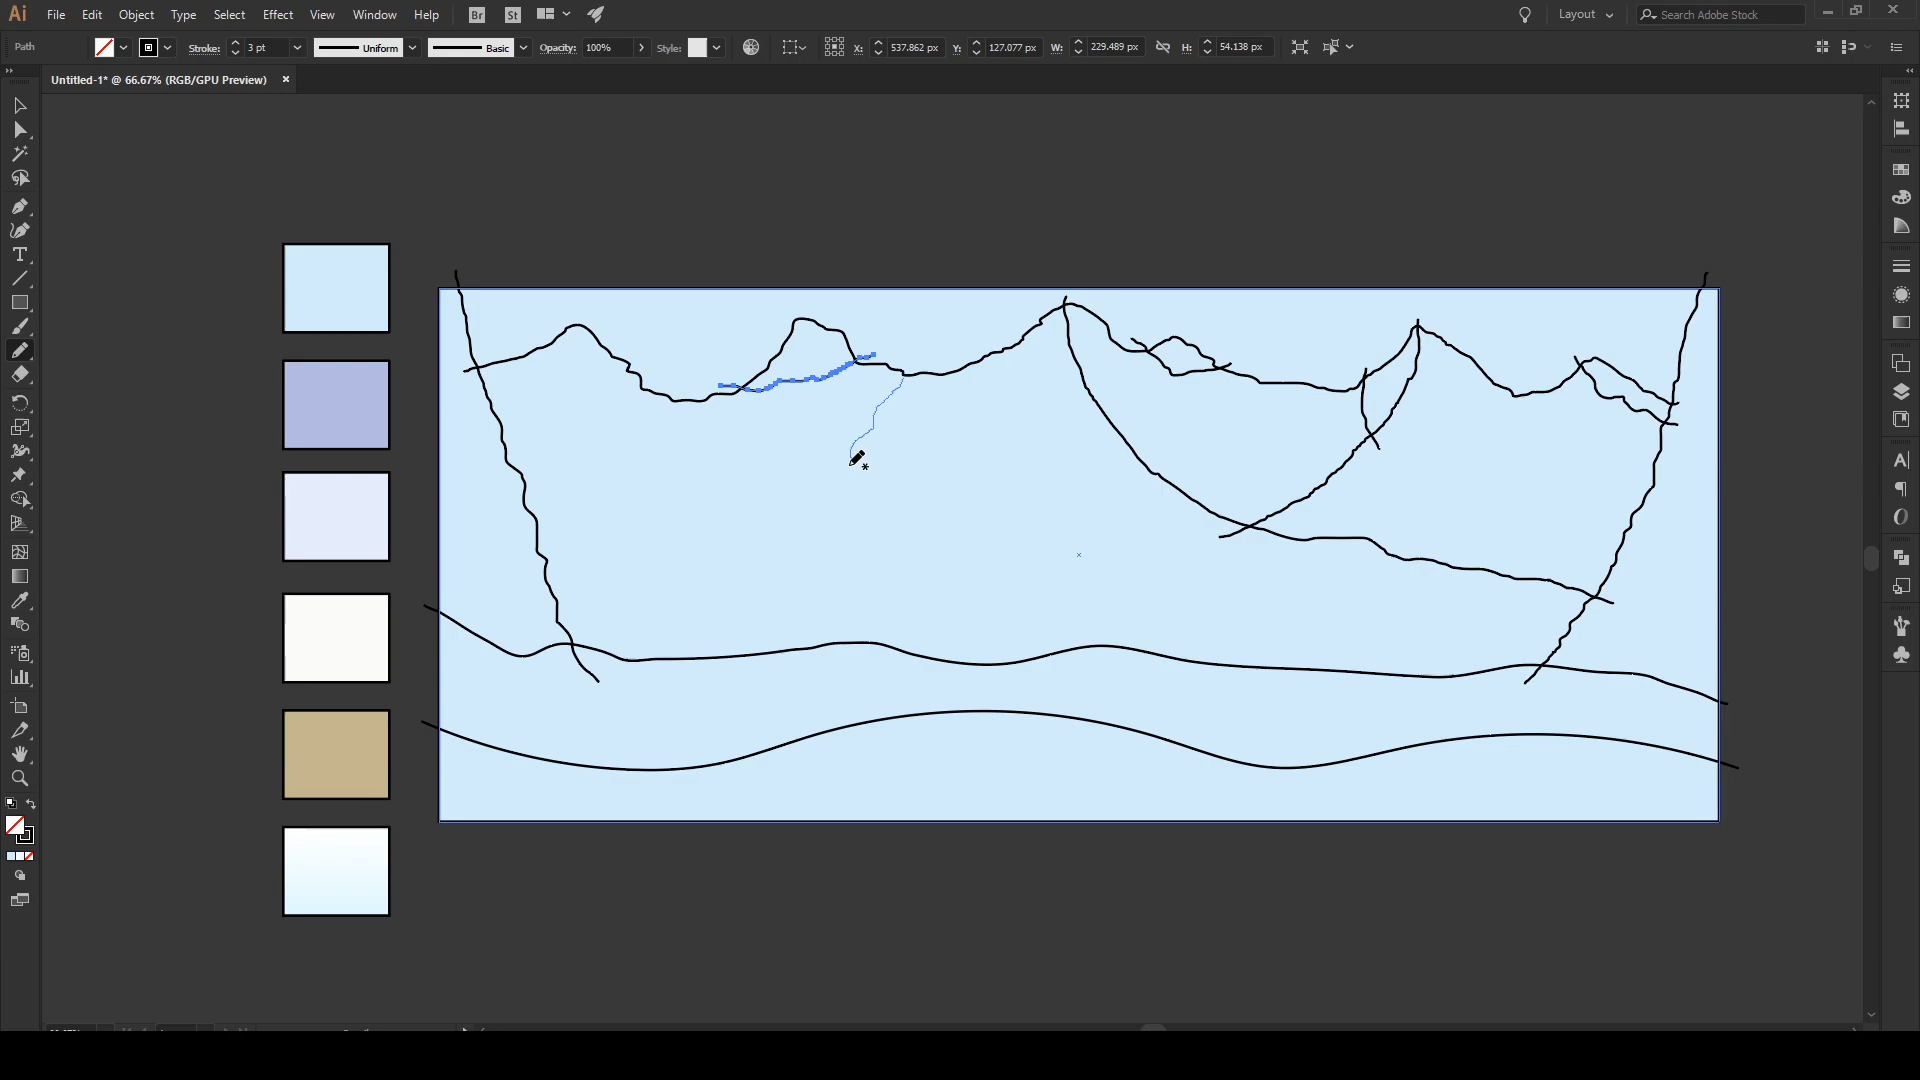 Ai File Edit Object Type Select Effect View Window Help Br St Layout Search Adobe Stock
Path Stroke: 3 pt Uniform Basic Opacity: 100% Style: X: 537.862 px Y: 127.077 px W: 229.489 px H: 54.138 px
Untitled-1* @ 66.67% (RGB/GPU Preview)